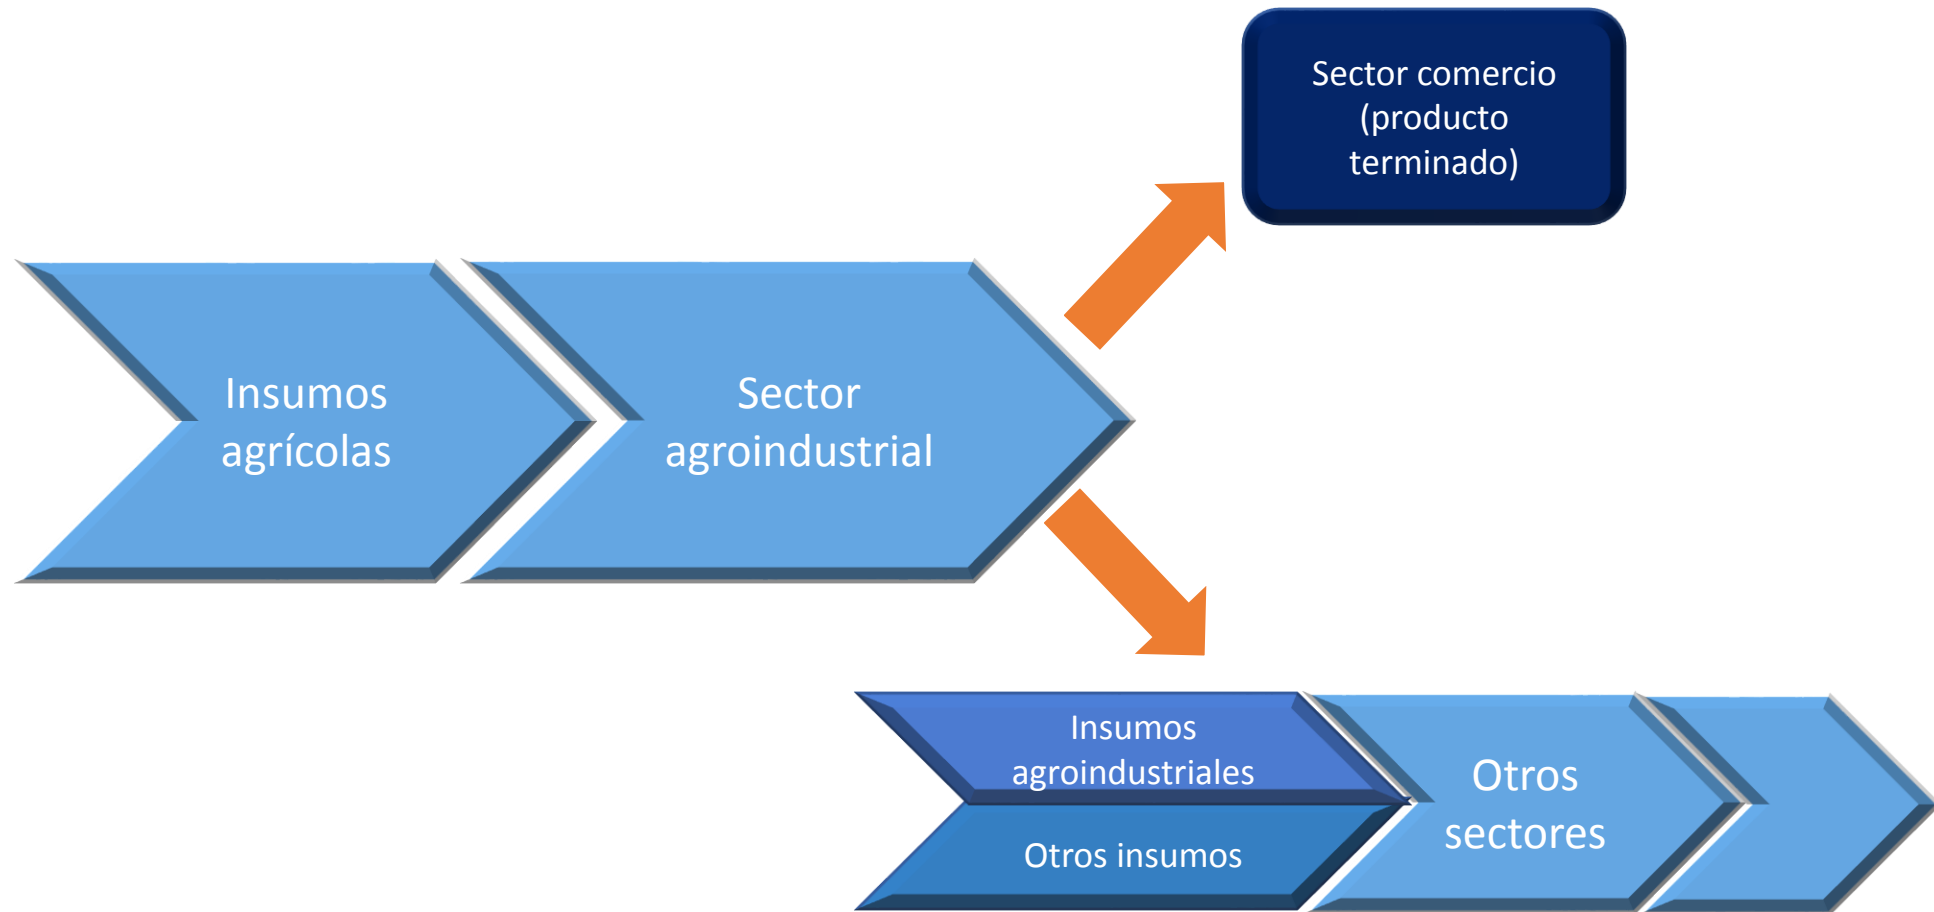 Sector comercio
(producto
terminado)
Insumos
agrícolas
Sector
agroindustrial
Insumos
agroindustriales
Otros insumos
Otros
sectores